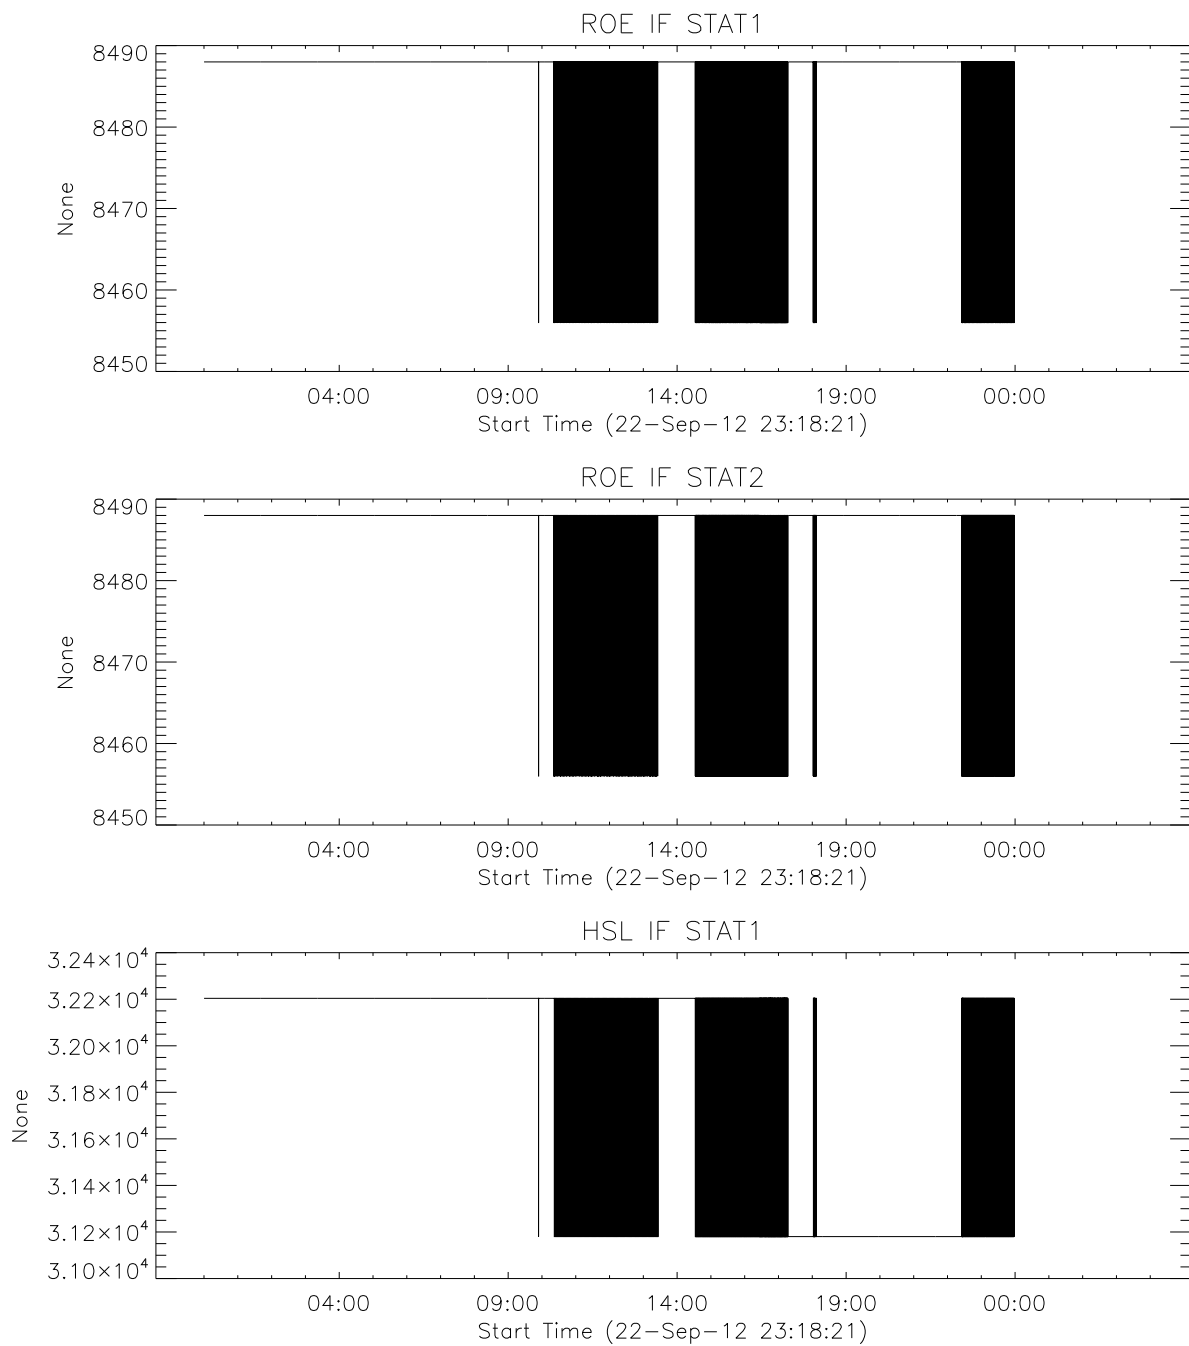 ROE IF STAT1
8490
8480
8470
8460
8450
None
04:00 09:00 14:00 19:00 00:00
Start Time (22-Sep-12 23:18:21)
ROE IF STAT2
8490
8480
8470
8460
8450
None
04:00 09:00 14:00 19:00 00:00
Start Time (22-Sep-12 23:18:21)
HSL IF STAT1
3.24×10⁴
3.22×10⁴
3.20×10⁴
3.18×10⁴
3.16×10⁴
3.14×10⁴
3.12×10⁴
3.10×10⁴
None
04:00 09:00 14:00 19:00 00:00
Start Time (22-Sep-12 23:18:21)